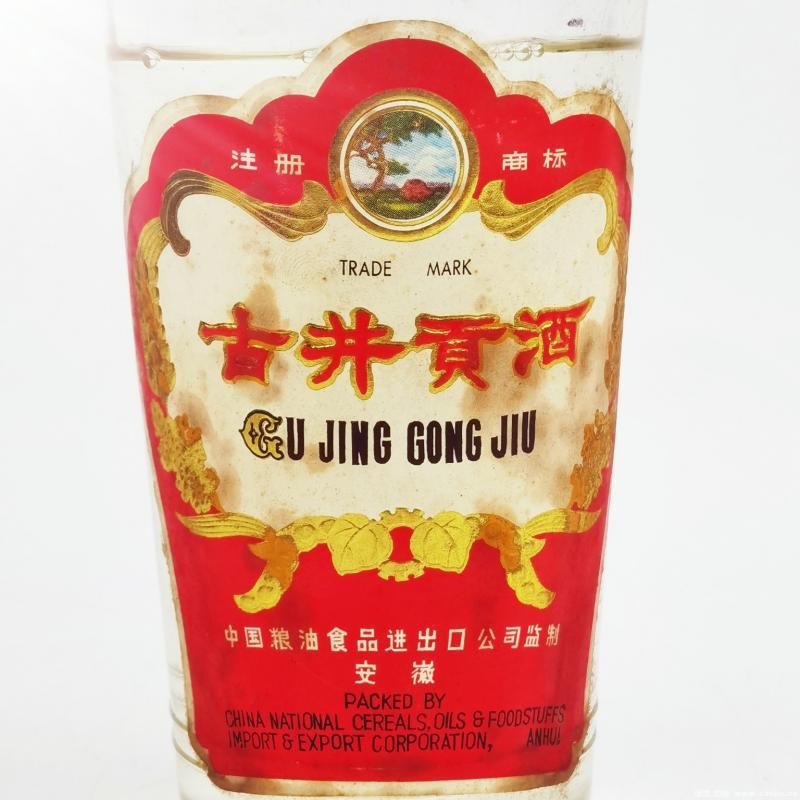 注册 商标
TRADE MARK
古井贡酒
GU JING GONG JIU
中国粮油食品进出口公司监制
安徽
PACKED BY
CHINA NATIONAL CEREALS, OILS & FOODSTUFFS
IMPORT & EXPORT CORPORATION, ANHUI